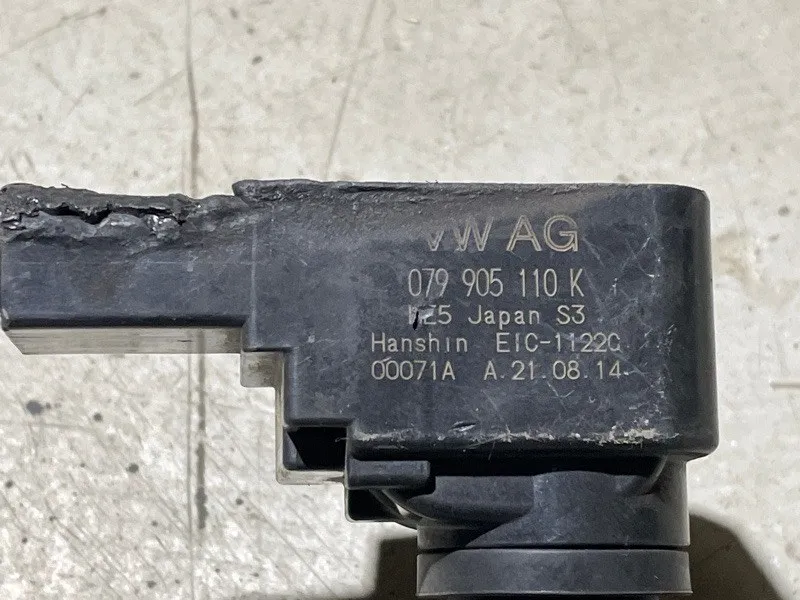 VW AG
079 905 110 K
Japan S3
Hanshin EIC-1122C
00071A A.21.08.14